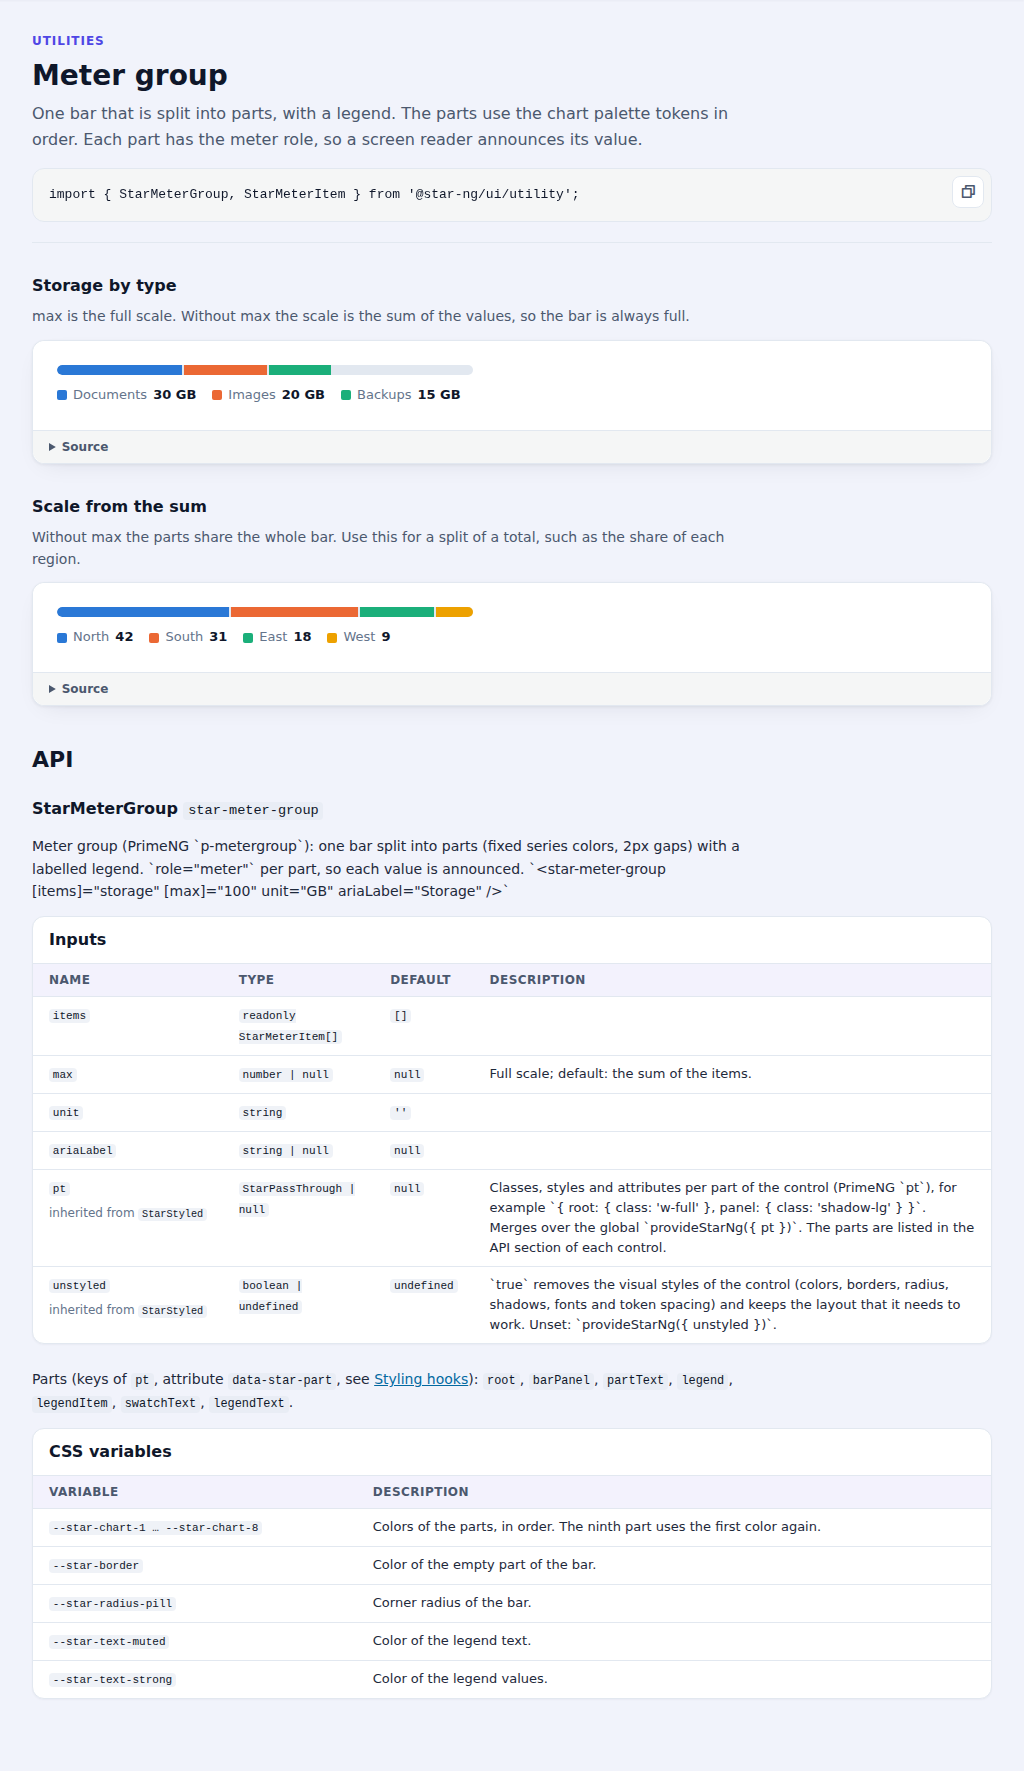 UTILITIES
Meter group
One bar that is split into parts, with a legend. The parts use the chart palette tokens in
order. Each part has the meter role, so a screen reader announces its value.
import { StarMeterGroup, StarMeterItem } from '@star-ng/ui/utility';
Storage by type
max is the full scale. Without max the scale is the sum of the values, so the bar is always full.
Documents 30 GB Images 20 GB Backups 15 GB
Source
Scale from the sum
Without max the parts share the whole bar. Use this for a split of a total, such as the share of each
region.
North 42 South 31 East 18 West 9
Source
API
StarMeterGroup star-meter-group
Meter group (PrimeNG `p-metergroup`): one bar split into parts (fixed series colors, 2px gaps) with a
labelled legend. `role="meter"` per part, so each value is announced. `<star-meter-group
[items]="storage" [max]="100" unit="GB" ariaLabel="Storage" />`
Inputs
NAME TYPE DEFAULT DESCRIPTION
items readonly []
StarMeterItem[]
max number | null null Full scale; default: the sum of the items.
unit string ''
ariaLabel string | null null
pt StarPassThrough | null Classes, styles and attributes per part of the control (PrimeNG `pt`), for
inherited from StarStyled null example `{ root: { class: 'w-full' }, panel: { class: 'shadow-lg' } }`.
Merges over the global `provideStarNg({ pt })`. The parts are listed in the
API section of each control.
unstyled boolean | undefined `true` removes the visual styles of the control (colors, borders, radius,
inherited from StarStyled undefined shadows, fonts and token spacing) and keeps the layout that it needs to
work. Unset: `provideStarNg({ unstyled })`.
Parts (keys of pt, attribute data-star-part, see Styling hooks): root, barPanel, partText, legend,
legendItem, swatchText, legendText.
CSS variables
VARIABLE DESCRIPTION
--star-chart-1 … --star-chart-8 Colors of the parts, in order. The ninth part uses the first color again.
--star-border Color of the empty part of the bar.
--star-radius-pill Corner radius of the bar.
--star-text-muted Color of the legend text.
--star-text-strong Color of the legend values.